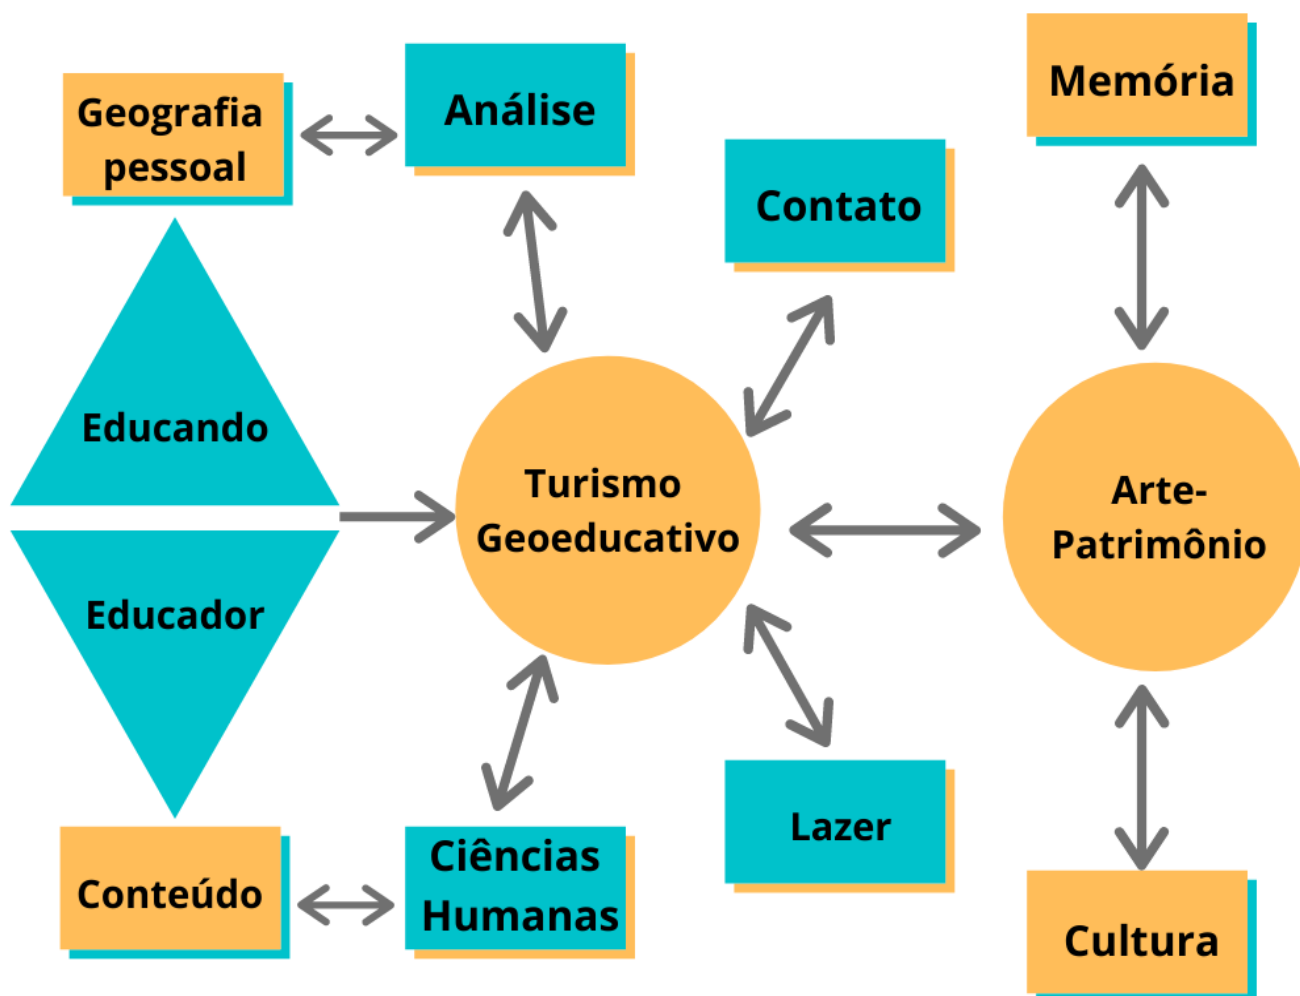 Geografia
pessoal
Análise
Memória
Contato
Educando
Turismo
Geoeducativo
Arte-
Patrimônio
Educador
Lazer
Conteúdo
Ciências
Humanas
Cultura